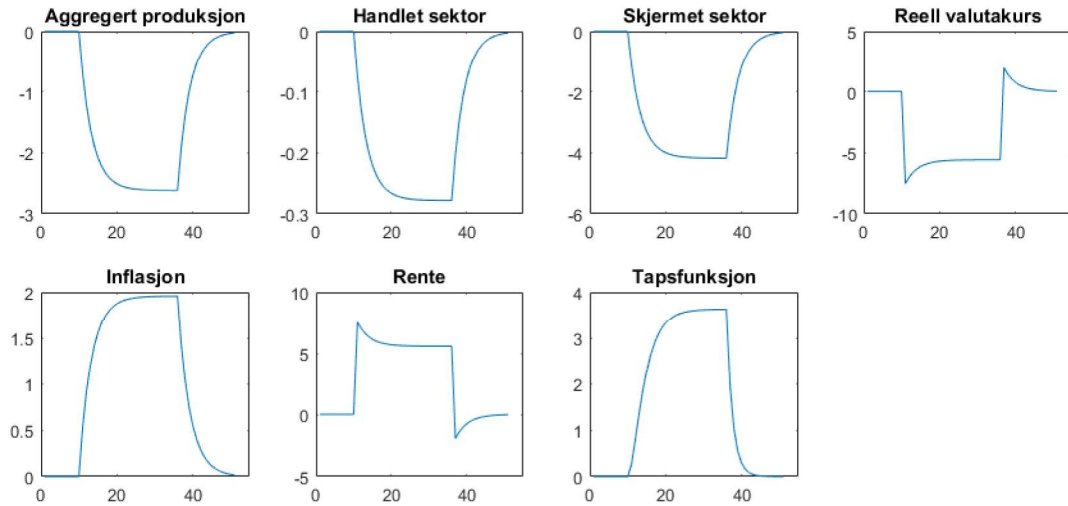 Aggregert produksjon
0
-1
-2
-3
0 20 40
Handlet sektor
0
-0.1
-0.2
-0.3
0 20 40
Skjermet sektor
0
-2
-4
-6
0 20 40
Reell valutakurs
5
0
-5
-10
0 20 40
Inflasjon
2
1.5
1
0.5
0
0 20 40
Rente
10
5
0
-5
0 20 40
Tapsfunksjon
4
3
2
1
0
0 20 40